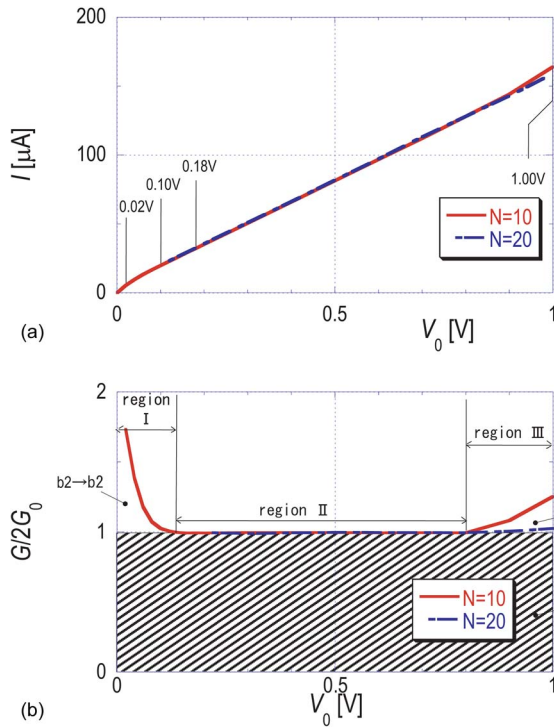 200
I [μA]
100
0.18V
0.10V
0.02V
1.00V
N=10
N=20
0
(a)
0
0.5
1
V0 [V]
2
region
I
region III
b2→b2
region II
G/2G0
1
N=10
N=20
0
(b)
0
0.5
1
V0 [V]